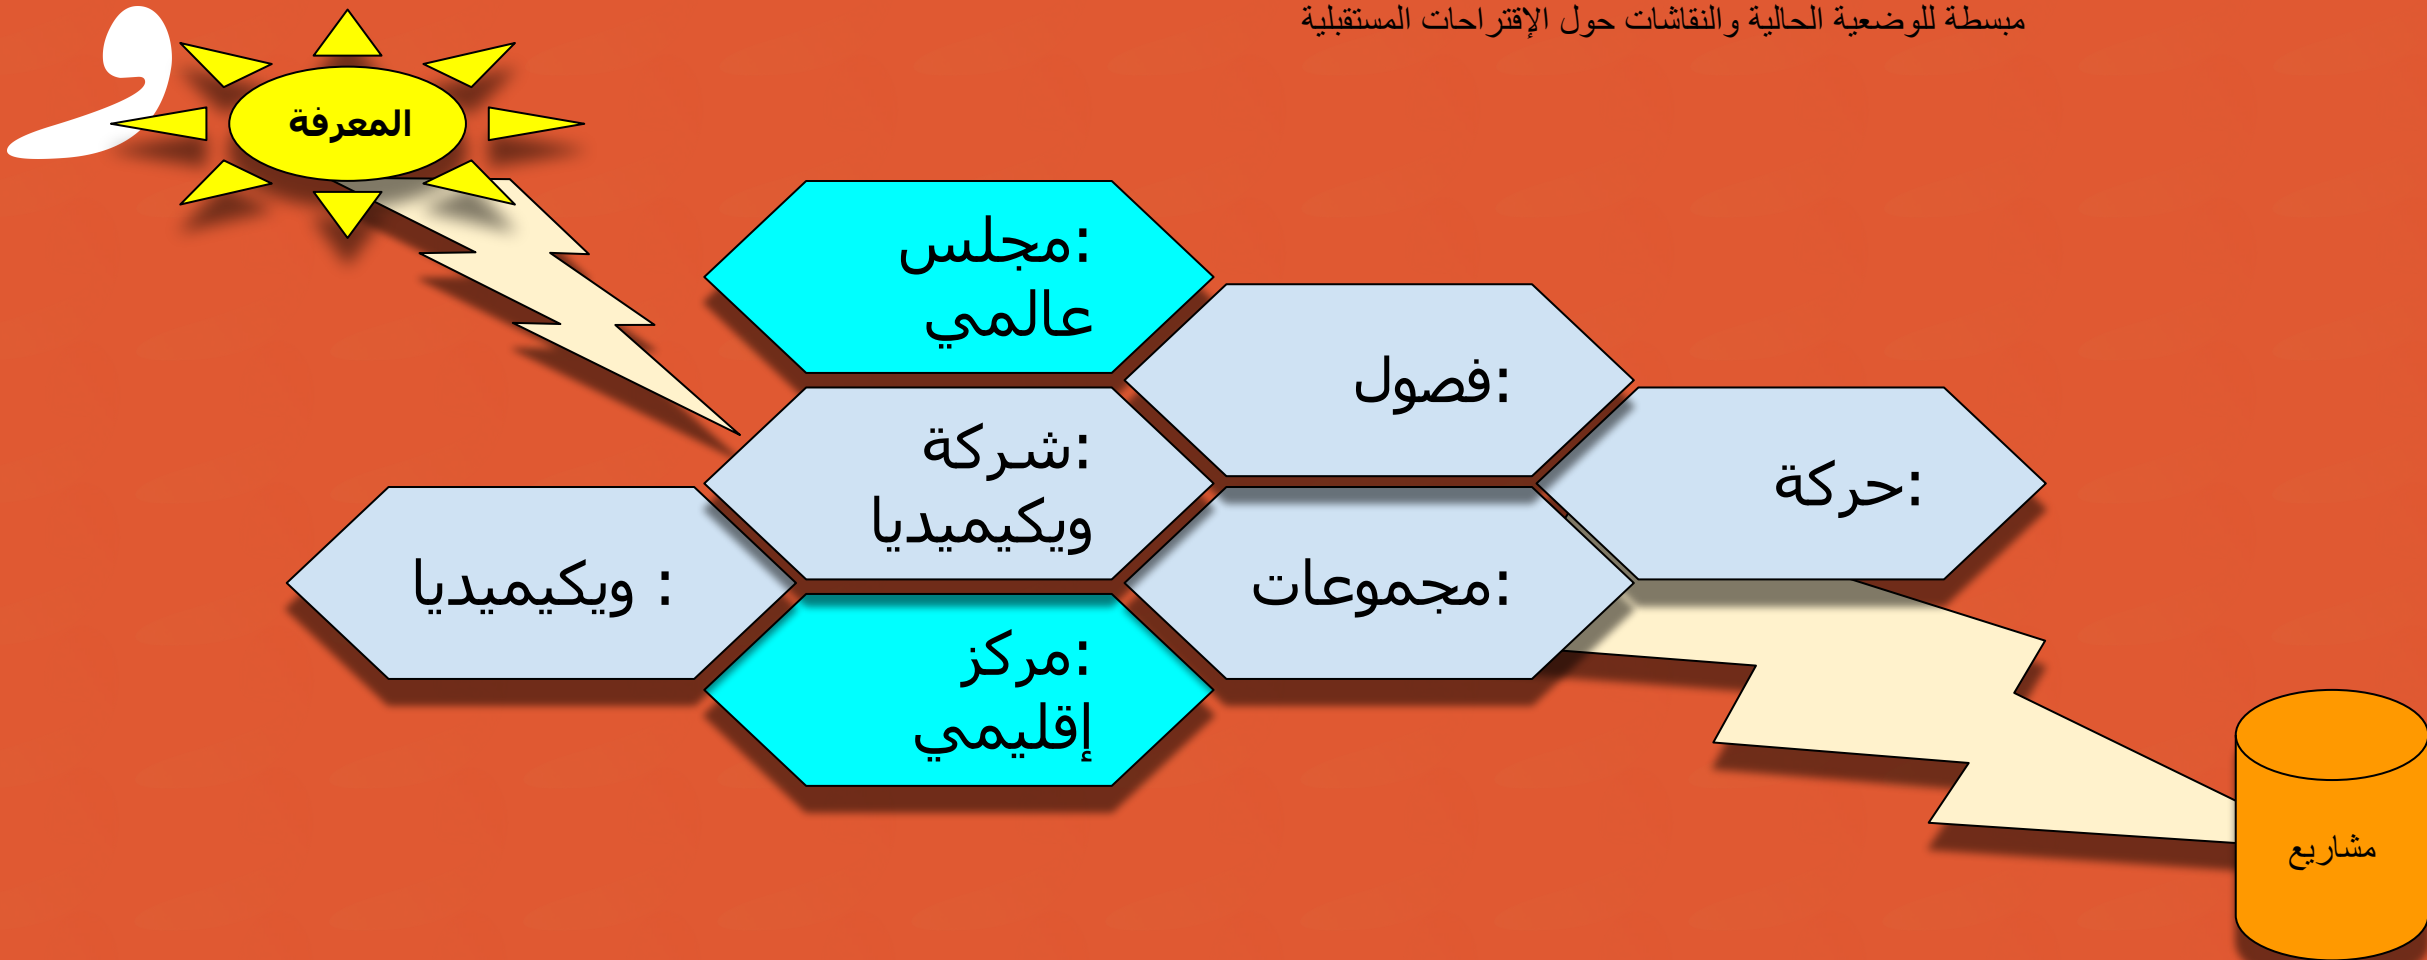 مبسطة للوضعية الحالية والنقاشات حول الإقتراحات المستقبلية
و
المعرفة
:مجلس
عالمي
:فصول
:شركة
ويكيميديا
:حركة
: ويكيميديا
:مجموعات
:مركز
إقليمي
مشاريع